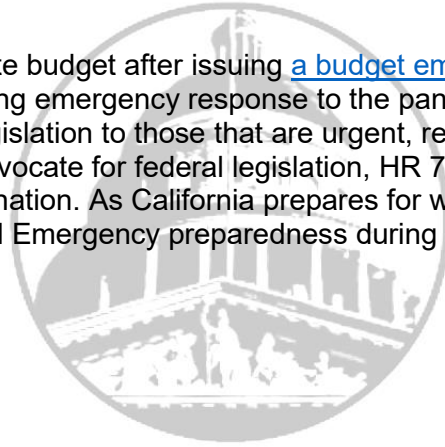 te budget after issuing a budget em
ng emergency response to the pan
gislation to those that are urgent, re
vocate for federal legislation, HR 7
nation. As California prepares for w
l Emergency preparedness during